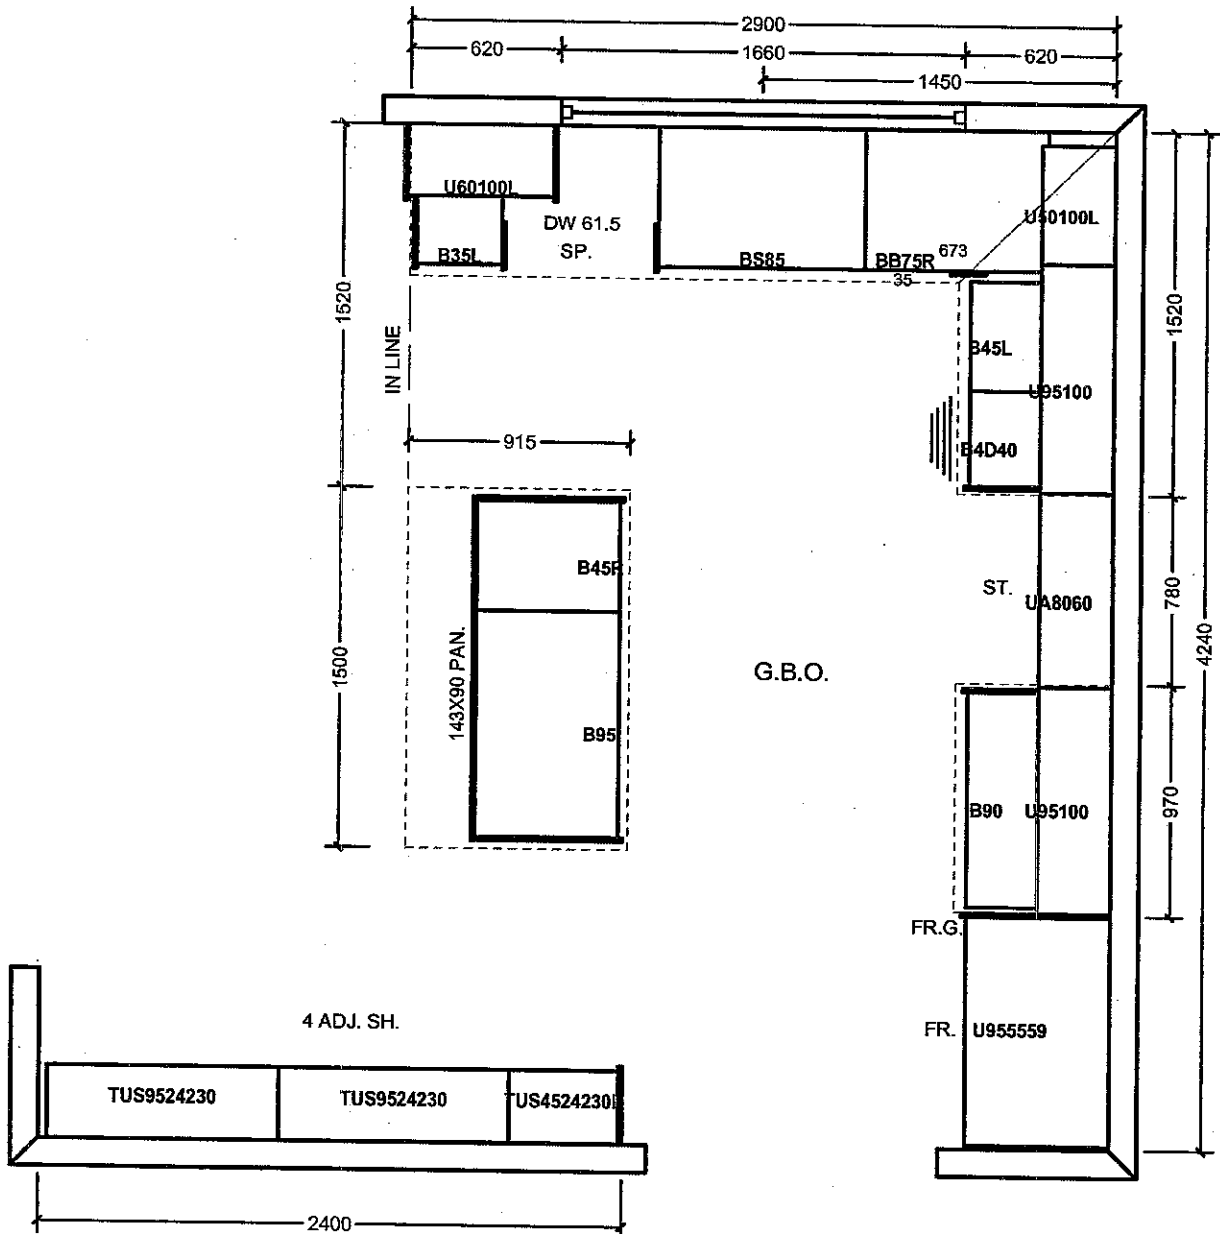 2900
620
1660
620
1450
U60100L
U50100L
DW 61.5
SP.
B35L
BS85
BB75R
673
35
1520
IN LINE
B45L
U95100
B4D40
1520
915
B45R
ST.
UA8060
780
4240
143X90 PAN.
1500
G.B.O.
B95
B90
U95100
970
FR.G.
4 ADJ. SH.
FR.
U955559
TUS9524230
TUS9524230
TUS4524230
2400